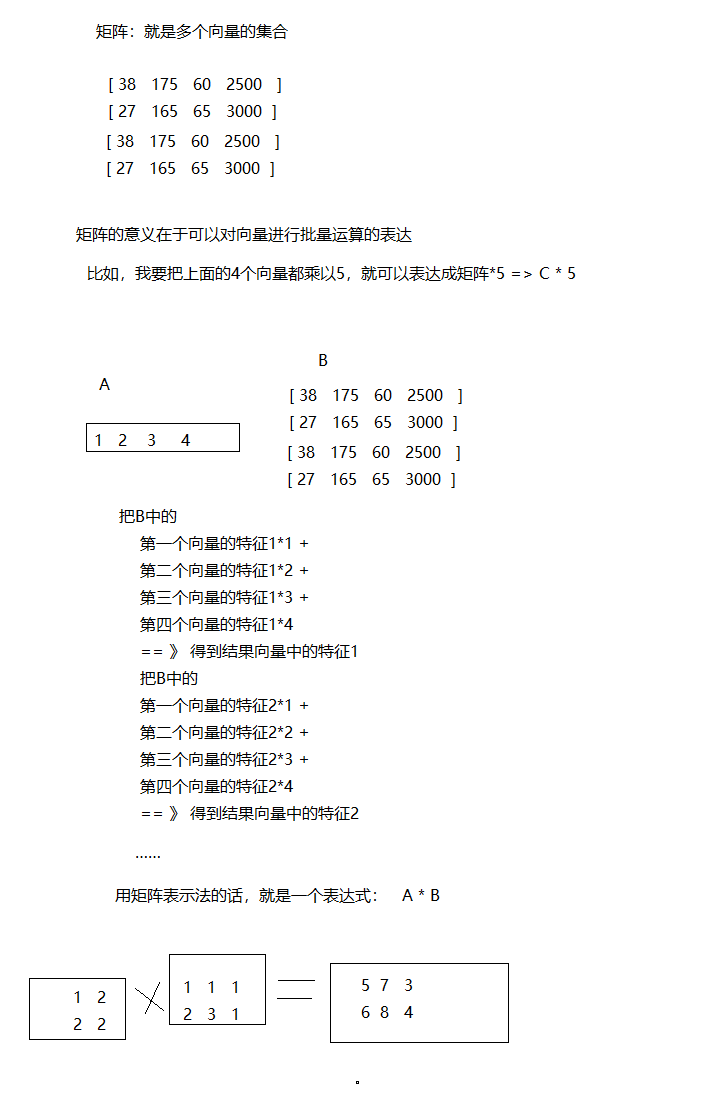 矩阵：就是多个向量的集合
[ 38 175 60 2500 ]
[ 27 165 65 3000 ]
[ 38 175 60 2500 ]
[ 27 165 65 3000 ]
矩阵的意义在于可以对向量进行批量运算的表达
比如，我要把上面的4个向量都乘以5，就可以表达成矩阵*5 => C * 5
A
B
1 2 3 4
[ 38 175 60 2500 ]
[ 27 165 65 3000 ]
[ 38 175 60 2500 ]
[ 27 165 65 3000 ]
把B中的
第一个向量的特征1*1 +
第二个向量的特征1*2 +
第三个向量的特征1*3 +
第四个向量的特征1*4
== 》 得到结果向量中的特征1
把B中的
第一个向量的特征2*1 +
第二个向量的特征2*2 +
第三个向量的特征2*3 +
第四个向量的特征2*4
== 》 得到结果向量中的特征2
……
用矩阵表示法的话，就是一个表达式： A * B
1 2
2 2
1 1 1
2 3 1
5 7 3
6 8 4